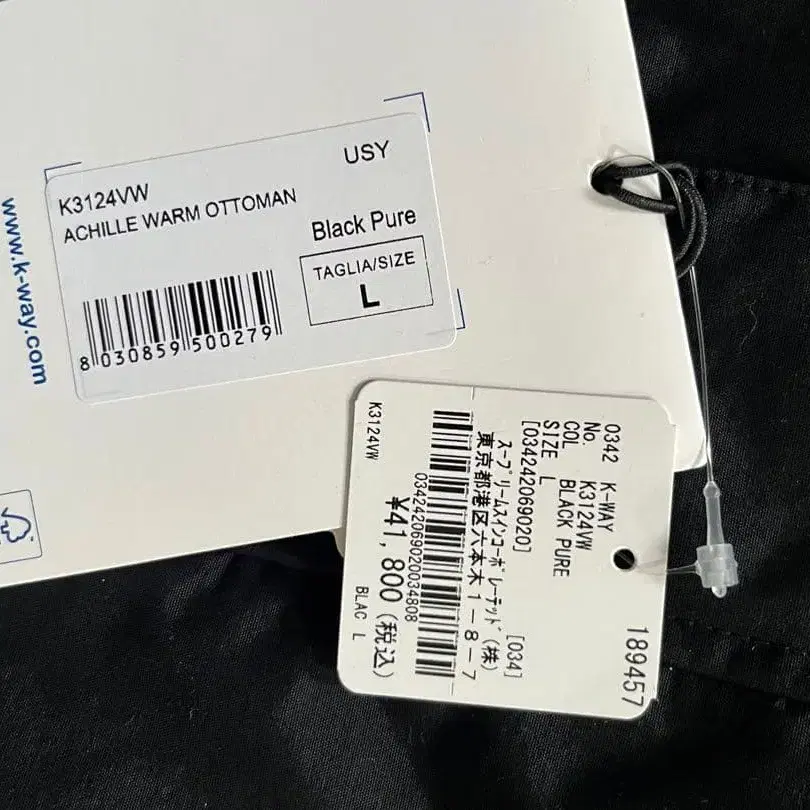 www.k-way.com
K3124VW
ACHILLE WARM OTTOMAN
USY
Black Pure
TAGLIA/SIZE
L
8 030859 500279
189457
0342 K-WAY
No. K3124VW
COL BLACK PURE
SIZE L
[034242069020]
[034]
スープリームスインコーポレーテッド(株)
東京都港区六本木1-8-7
034242069020034808
¥41,800(税込)
K3124VW
BLAC L